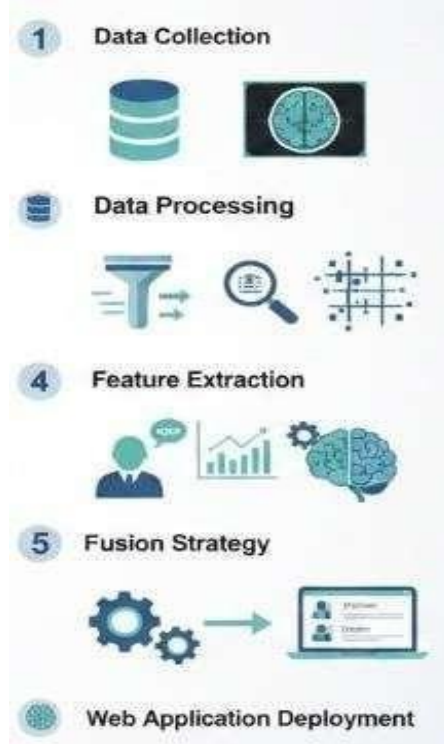 1 Data Collection
Data Processing
4 Feature Extraction
5 Fusion Strategy
Web Application Deployment